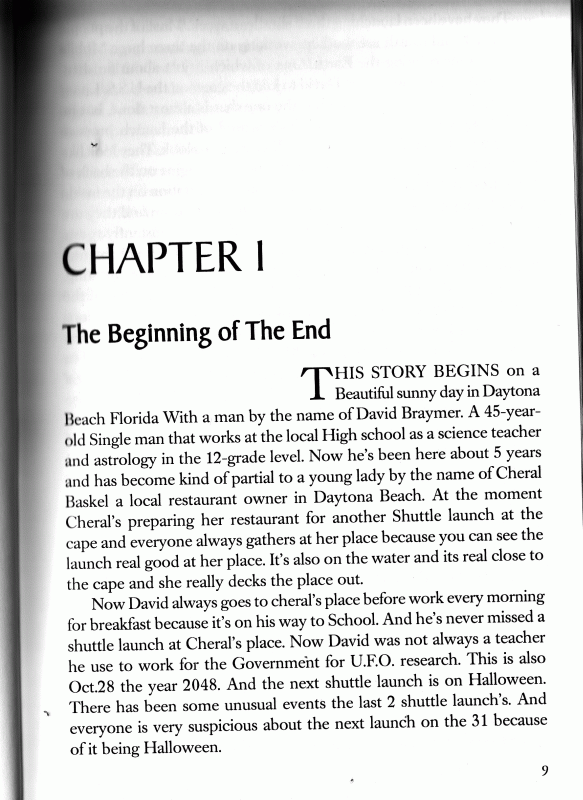 CHAPTER I
The Beginning of The End
THIS STORY BEGINS on a
Beautiful sunny day in Daytona
Beach Florida With a man by the name of David Braymer. A 45-year-
old Single man that works at the local High school as a science teacher
and astrology in the 12-grade level. Now he's been here about 5 years
and has become kind of partial to a young lady by the name of Cheral
Baskel a local restaurant owner in Daytona Beach. At the moment
Cheral's preparing her restaurant for another Shuttle launch at the
cape and everyone always gathers at her place because you can see the
launch real good at her place. It's also on the water and its real close to
the cape and she really decks the place out.
Now David always goes to cheral's place before work every morning
for breakfast because it's on his way to School. And he's never missed a
shuttle launch at Cheral's place. Now David was not always a teacher
he use to work for the Government for U.F.O. research. This is also
Oct.28 the year 2048. And the next shuttle launch is on Halloween.
There has been some unusual events the last 2 shuttle launch's. And
everyone is very suspicious about the next launch on the 31 because
of it being Halloween.
9